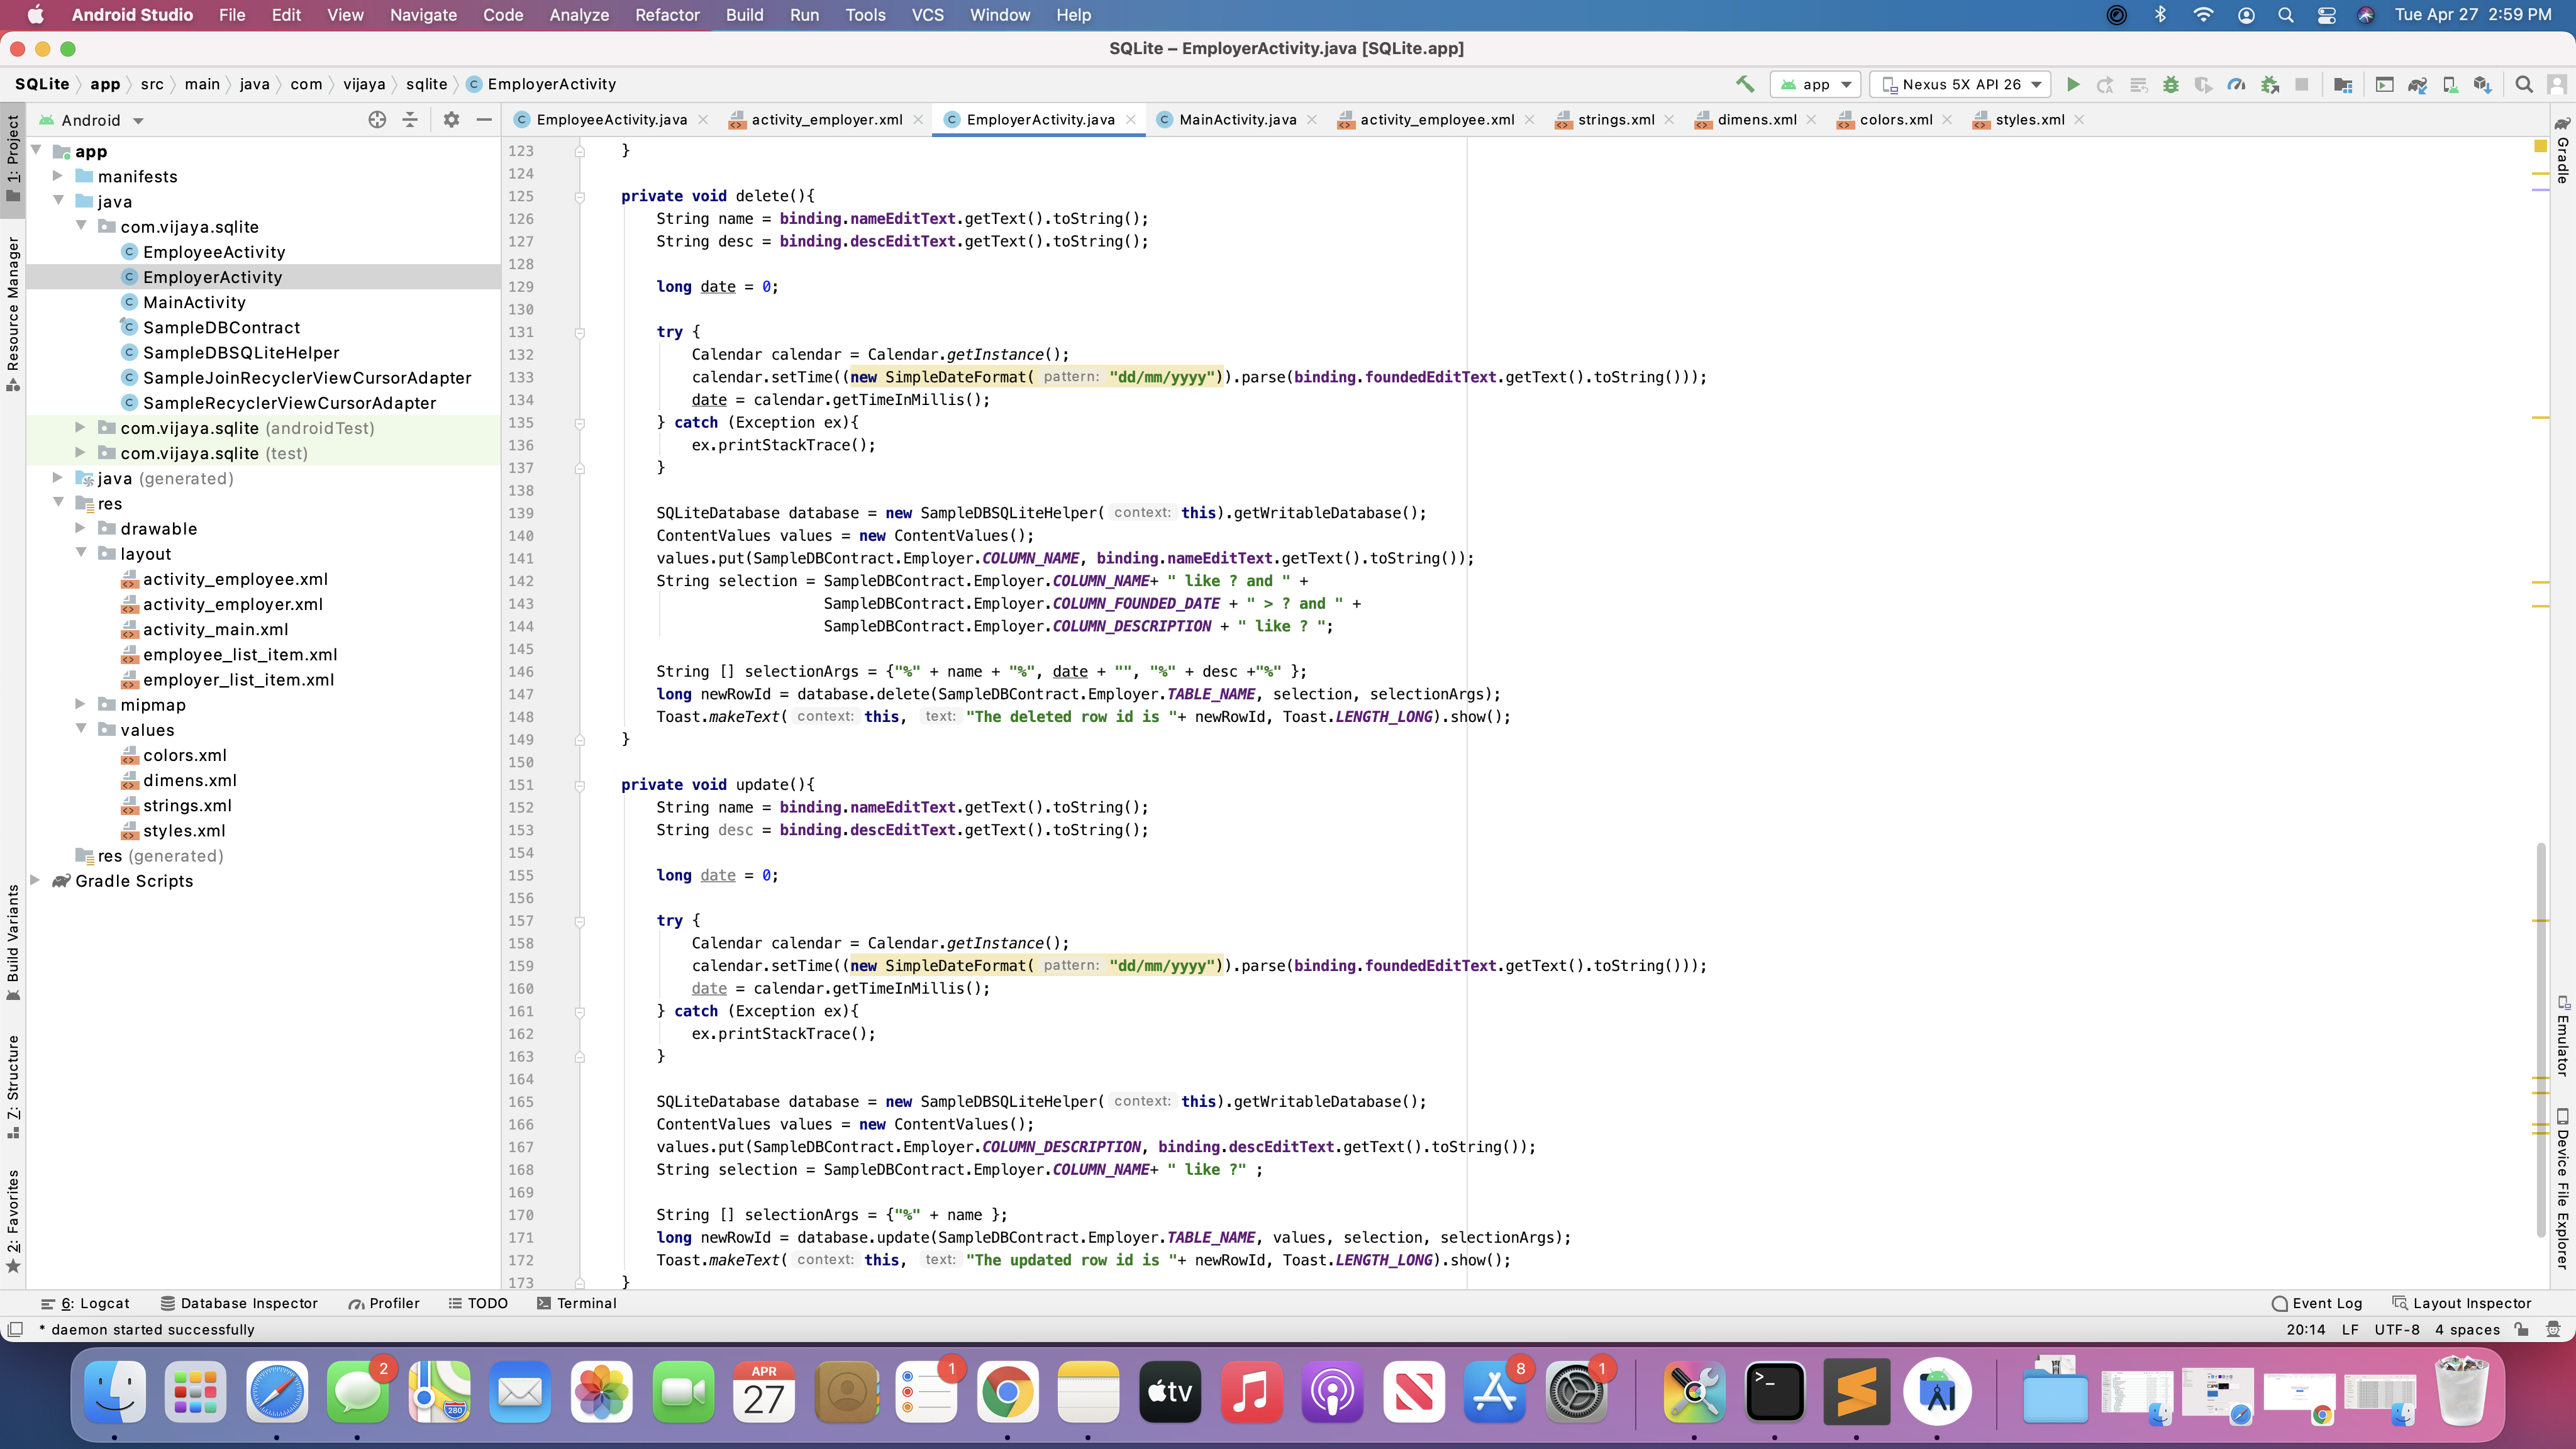 Android Studio File Edit View Navigate Code Analyze Refactor Build Run Tools VCS Window Help Tue Apr 27 2:59 PM
SQLite – EmployerActivity.java [SQLite.app]
SQLite app src main java com vijaya sqlite EmployerActivity app Nexus 5X API 26
Android EmployeeActivity.java activity_employer.xml EmployerActivity.java MainActivity.java activity_employee.xml strings.xml dimens.xml colors.xml styles.xml
1: Project
Resource Manager
Build Variants
7: Structure
2: Favorites
app
manifests
java
com.vijaya.sqlite
EmployeeActivity
EmployerActivity
MainActivity
SampleDBContract
SampleDBSQLiteHelper
SampleJoinRecyclerViewCursorAdapter
SampleRecyclerViewCursorAdapter
com.vijaya.sqlite (androidTest)
com.vijaya.sqlite (test)
java (generated)
res
drawable
layout
activity_employee.xml
activity_employer.xml
activity_main.xml
employee_list_item.xml
employer_list_item.xml
mipmap
values
colors.xml
dimens.xml
strings.xml
styles.xml
res (generated)
Gradle Scripts
123 }
124
125 private void delete(){
126 String name = binding.nameEditText.getText().toString();
127 String desc = binding.descEditText.getText().toString();
128
129 long date = 0;
130
131 try {
132 Calendar calendar = Calendar.getInstance();
133 calendar.setTime((new SimpleDateFormat( pattern: "dd/mm/yyyy")).parse(binding.foundedEditText.getText().toString()));
134 date = calendar.getTimeInMillis();
135 } catch (Exception ex){
136 ex.printStackTrace();
137 }
138
139 SQLiteDatabase database = new SampleDBSQLiteHelper( context: this).getWritableDatabase();
140 ContentValues values = new ContentValues();
141 values.put(SampleDBContract.Employer.COLUMN_NAME, binding.nameEditText.getText().toString());
142 String selection = SampleDBContract.Employer.COLUMN_NAME+ " like ? and " +
143 SampleDBContract.Employer.COLUMN_FOUNDED_DATE + " > ? and " +
144 SampleDBContract.Employer.COLUMN_DESCRIPTION + " like ? ";
145
146 String [] selectionArgs = {"%" + name + "%", date + "", "%" + desc +"%" };
147 long newRowId = database.delete(SampleDBContract.Employer.TABLE_NAME, selection, selectionArgs);
148 Toast.makeText( context: this, text: "The deleted row id is "+ newRowId, Toast.LENGTH_LONG).show();
149 }
150
151 private void update(){
152 String name = binding.nameEditText.getText().toString();
153 String desc = binding.descEditText.getText().toString();
154
155 long date = 0;
156
157 try {
158 Calendar calendar = Calendar.getInstance();
159 calendar.setTime((new SimpleDateFormat( pattern: "dd/mm/yyyy")).parse(binding.foundedEditText.getText().toString()));
160 date = calendar.getTimeInMillis();
161 } catch (Exception ex){
162 ex.printStackTrace();
163 }
164
165 SQLiteDatabase database = new SampleDBSQLiteHelper( context: this).getWritableDatabase();
166 ContentValues values = new ContentValues();
167 values.put(SampleDBContract.Employer.COLUMN_DESCRIPTION, binding.descEditText.getText().toString());
168 String selection = SampleDBContract.Employer.COLUMN_NAME+ " like ?" ;
169
170 String [] selectionArgs = {"%" + name };
171 long newRowId = database.update(SampleDBContract.Employer.TABLE_NAME, values, selection, selectionArgs);
172 Toast.makeText( context: this, text: "The updated row id is "+ newRowId, Toast.LENGTH_LONG).show();
173 }
Gradle
Emulator
Device File Explorer
6: Logcat Database Inspector Profiler TODO Terminal Event Log Layout Inspector
* daemon started successfully 20:14 LF UTF-8 4 spaces
2 280 APR 27 1 tv 8 1 >_